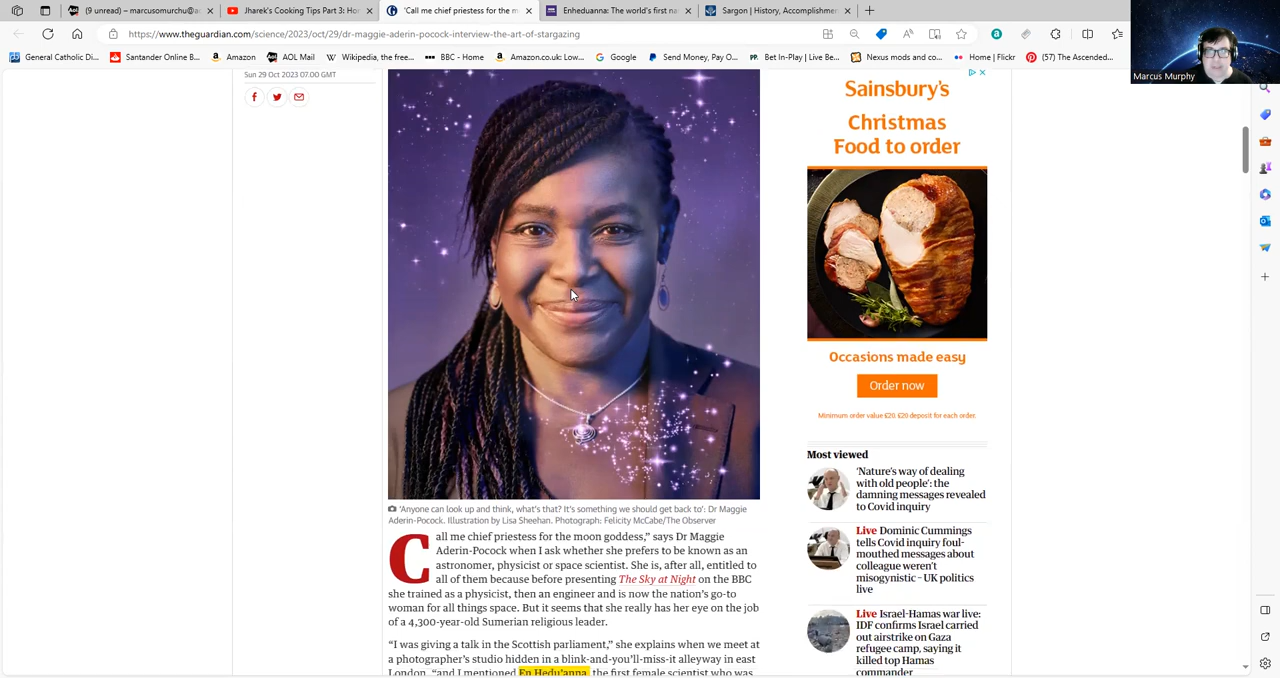 (9 unread) – marcusomurchu@a
Jharek's Cooking Tips Part 3: Ho
'Call me chief priestess for the m
Enheduanna: The world's first na
Sargon | History, Accomplishmen
https://www.theguardian.com/science/2023/oct/29/dr-maggie-aderin-pocock-interview-the-art-of-stargazing
General Catholic Di...
Santander Online B...
Amazon
AOL Mail
Wikipedia, the free...
BBC - Home
Amazon.co.uk: Low...
Google
Send Money, Pay O...
Bet In-Play | Live Be...
Nexus mods and co...
Home | Flickr
(57) The Ascended...
Marcus Murphy
Sun 29 Oct 2023 07.00 GMT
Sainsbury's
Christmas
Food to order
Occasions made easy
Order now
Minimum order value £20. £20 deposit for each order.
'Anyone can look up and think, what's that? It's something we should get back to': Dr Maggie
Aderin-Pocock. Illustration by Lisa Sheehan. Photograph: Felicity McCabe/The Observer
Call me chief priestess for the moon goddess,” says Dr Maggie
Aderin-Pocock when I ask whether she prefers to be known as an
astronomer, physicist or space scientist. She is, after all, entitled to
all of them because before presenting The Sky at Night on the BBC
she trained as a physicist, then an engineer and is now the nation's go-to
woman for all things space. But it seems that she really has her eye on the job
of a 4,300-year-old Sumerian religious leader.
“I was giving a talk in the Scottish parliament,” she explains when we meet at
a photographer's studio hidden in a blink-and-you'll-miss-it alleyway in east
London, “and I mentioned En Hedu'anna, the first female scientist who was
Most viewed
'Nature's way of dealing
with old people': the
damning messages revealed
to Covid inquiry
Live Dominic Cummings
tells Covid inquiry foul-
mouthed messages about
colleague weren't
misogynistic – UK politics
live
Live Israel-Hamas war live:
IDF confirms Israel carried
out airstrike on Gaza
refugee camp, saying it
killed top Hamas
commander